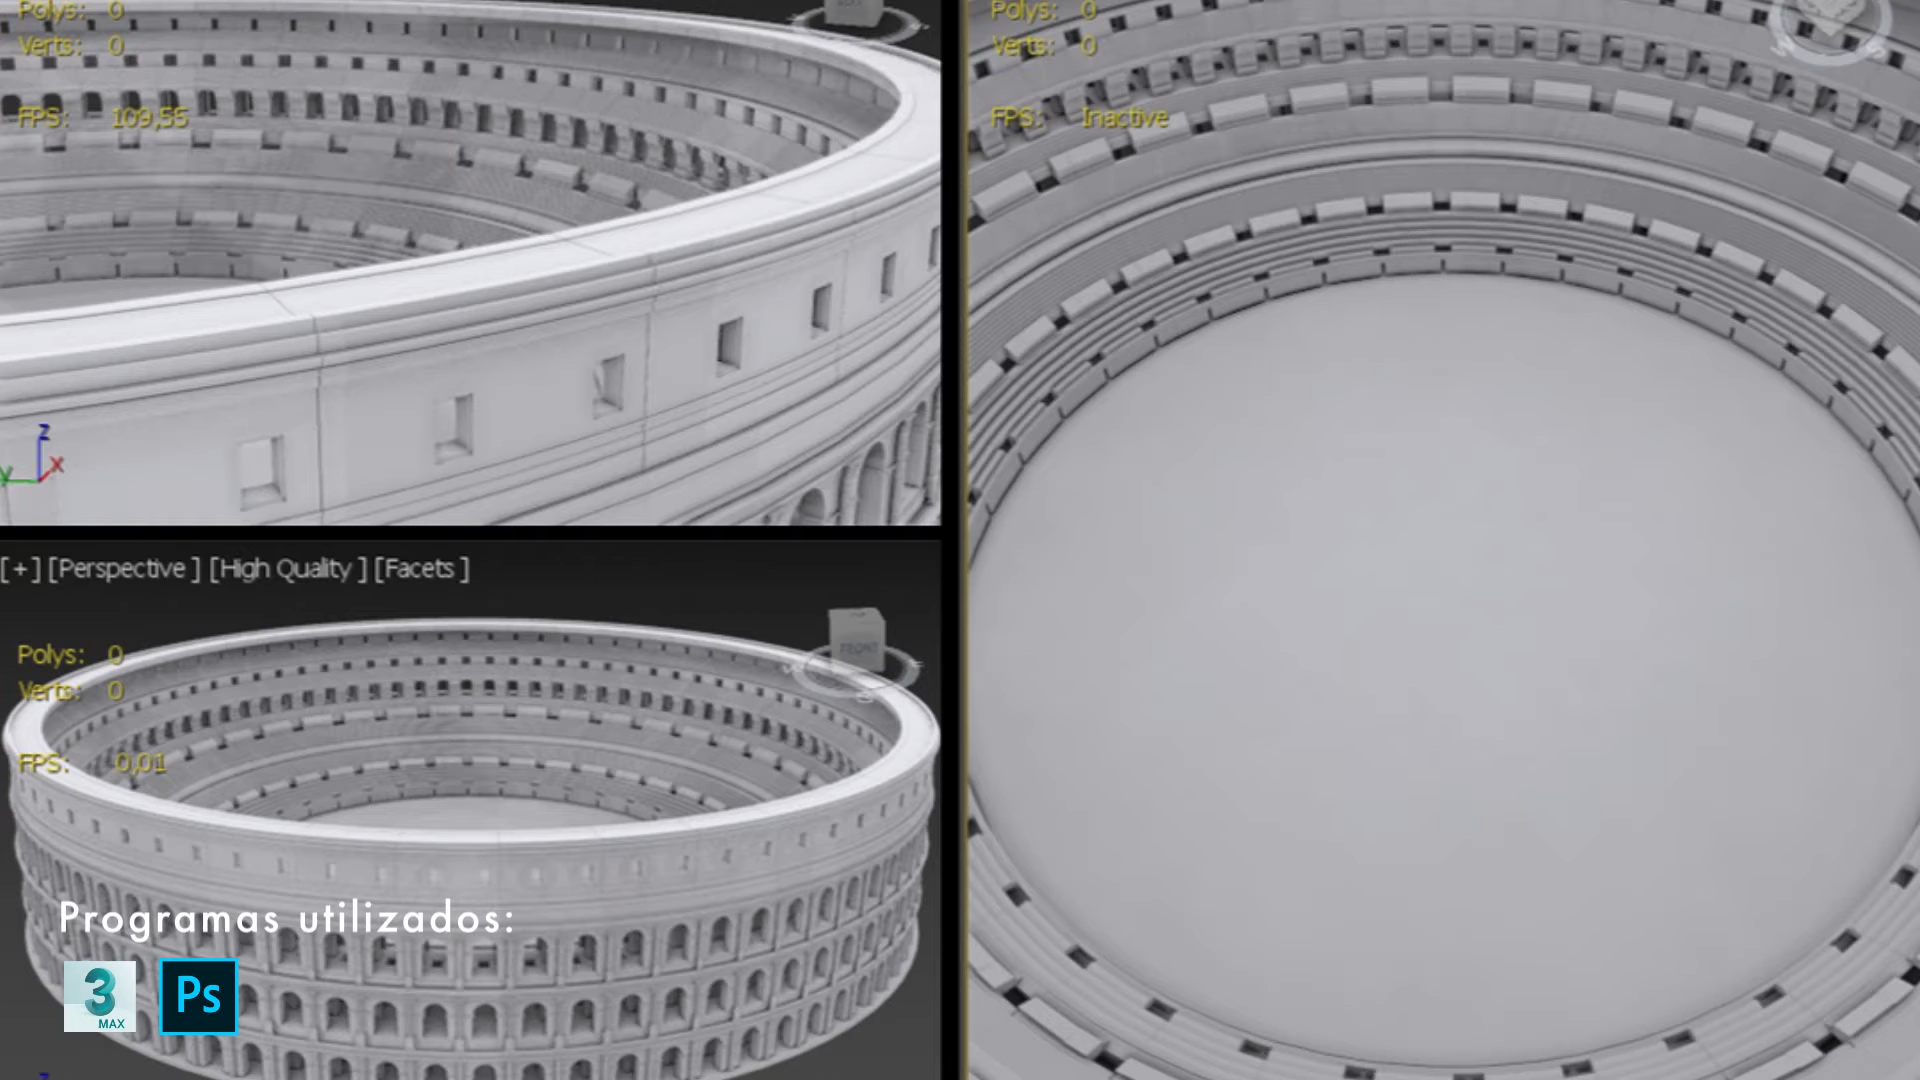 Polys: 0
Verts: 0
FPS: 109,55
z
x
y
Polys: 0
Verts: 0
FPS: Inactive
[+] [Perspective ] [High Quality ] [Facets ]
FRONT
Polys: 0
Verts: 0
FPS: 0,01
Programas utilizados:
3
MAX
Ps
z